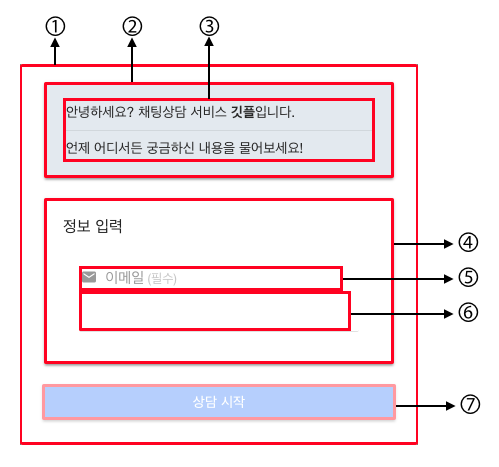 ① ② ③
안녕하세요? 채팅상담 서비스 깃플입니다.
언제 어디서든 궁금하신 내용을 물어보세요!
정보 입력
④
이메일 (필수)
⑤
⑥
상담 시작
⑦